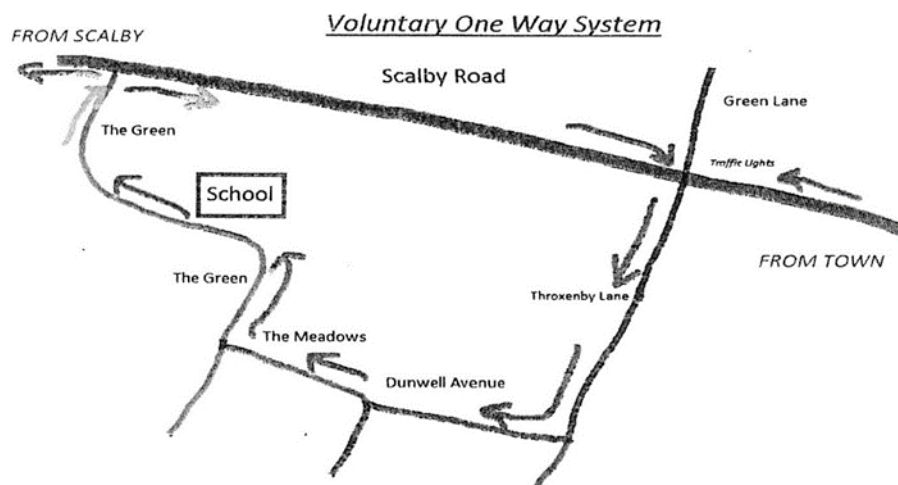 Voluntary One Way System
FROM SCALBY
Scalby Road
Green Lane
The Green
Traffic Lights
School
The Green
FROM TOWN
Throxenby Lane
The Meadows
Dunwell Avenue